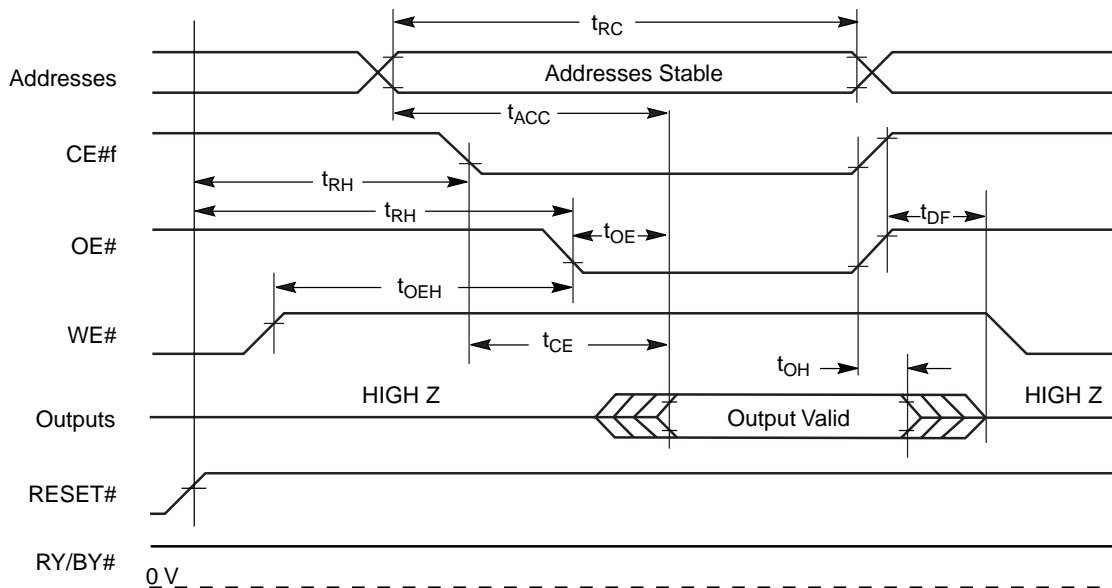 tRC
Addresses
Addresses Stable
tACC
CE#f
tRH
tRH
tDF
OE#
tOE
tOEH
WE#
tCE
tOH
HIGH Z
HIGH Z
Outputs
Output Valid
RESET#
RY/BY#
0 V